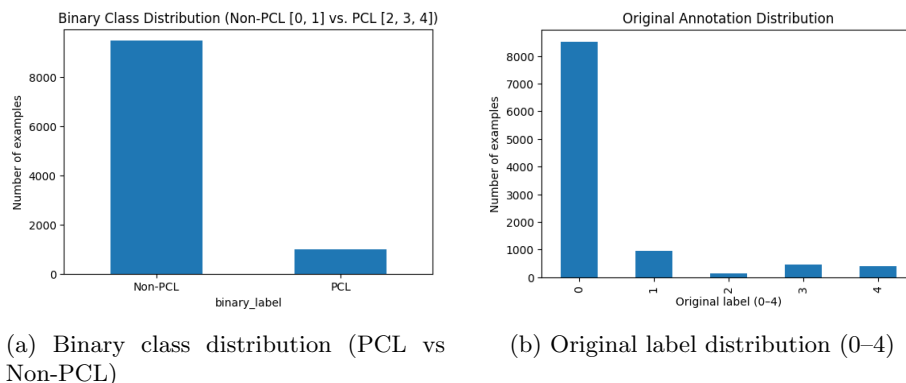 Binary Class Distribution (Non-PCL [0, 1] vs. PCL [2, 3, 4])
Number of examples
8000
6000
4000
2000
0
Non-PCL
PCL
binary_label
Original Annotation Distribution
Number of examples
8000
7000
6000
5000
4000
3000
2000
1000
0
0
1
2
3
4
Original label (0–4)
(a) Binary class distribution (PCL vs
Non-PCL)
(b) Original label distribution (0–4)